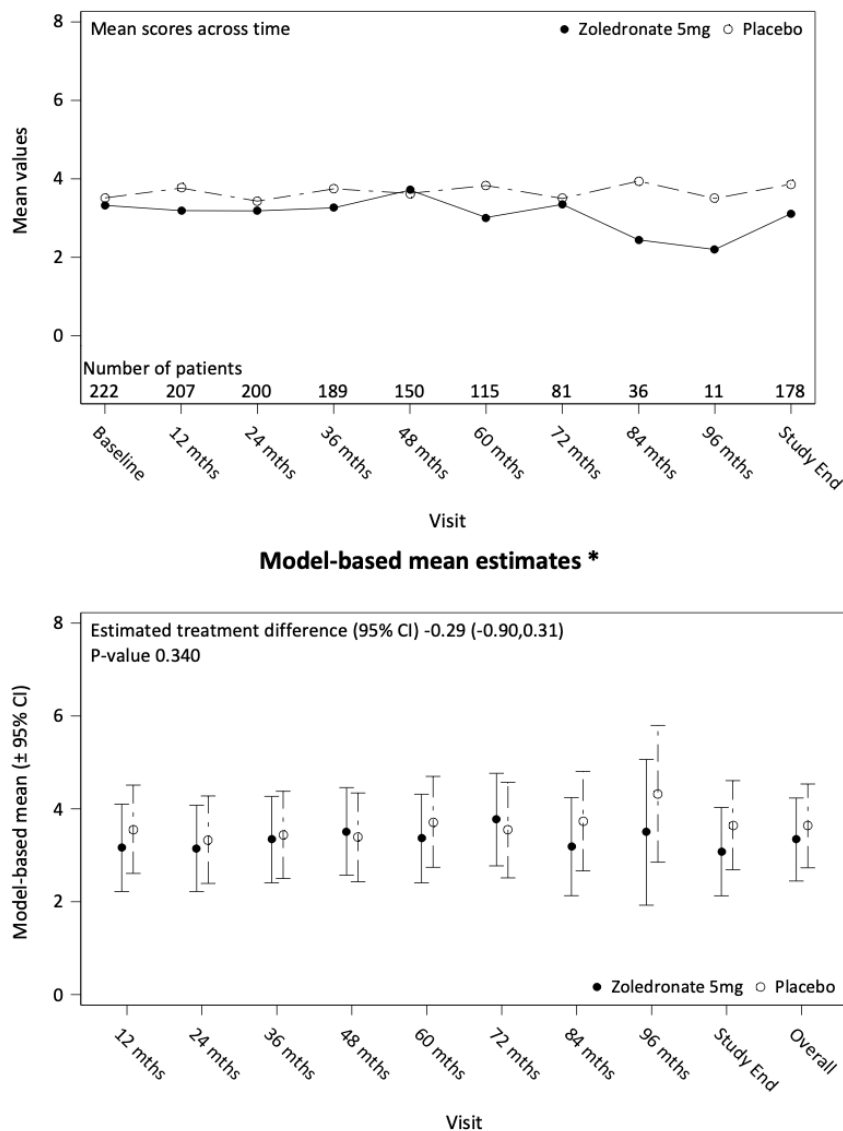 8
Mean scores across time
Zoledronate 5mg
Placebo
6
4
2
0
Mean values
Number of patients
222 207 200 189 150 115 81 36 11 178
Baseline
12 mths
24 mths
36 mths
48 mths
60 mths
72 mths
84 mths
96 mths
Study End
Visit
Model-based mean estimates *
8
Estimated treatment difference (95% CI) -0.29 (-0.90,0.31)
P-value 0.340
6
4
2
0
Model-based mean (± 95% CI)
Zoledronate 5mg
Placebo
12 mths
24 mths
36 mths
48 mths
60 mths
72 mths
84 mths
96 mths
Study End
Overall
Visit